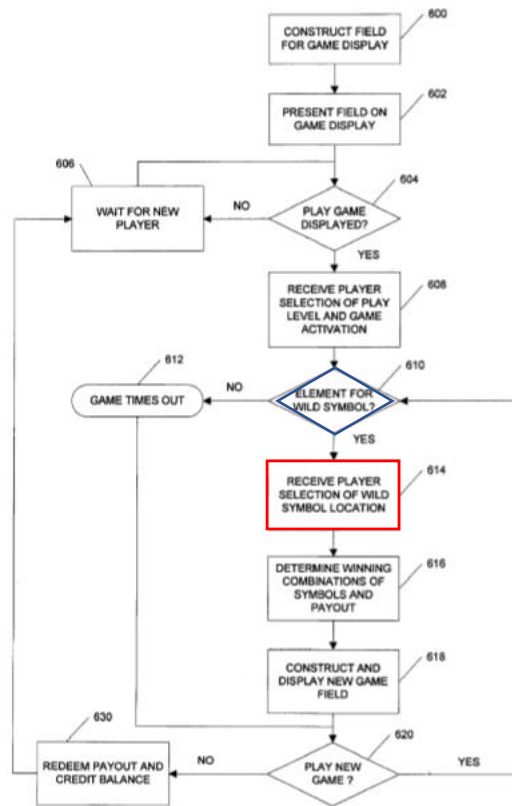 600
CONSTRUCT FIELD
FOR GAME DISPLAY
602
PRESENT FIELD ON
GAME DISPLAY
606
WAIT FOR NEW
PLAYER
NO
604
PLAY GAME
DISPLAYED?
YES
608
RECEIVE PLAYER
SELECTION OF PLAY
LEVEL AND GAME
ACTIVATION
612
GAME TIMES OUT
NO
610
ELEMENT FOR
WILD SYMBOL?
YES
614
RECEIVE PLAYER
SELECTION OF WILD
SYMBOL LOCATION
616
DETERMINE WINNING
COMBINATIONS OF
SYMBOLS AND
PAYOUT
618
CONSTRUCT AND
DISPLAY NEW GAME
FIELD
630
REDEEM PAYOUT AND
CREDIT BALANCE
NO
620
PLAY NEW
GAME ?
YES